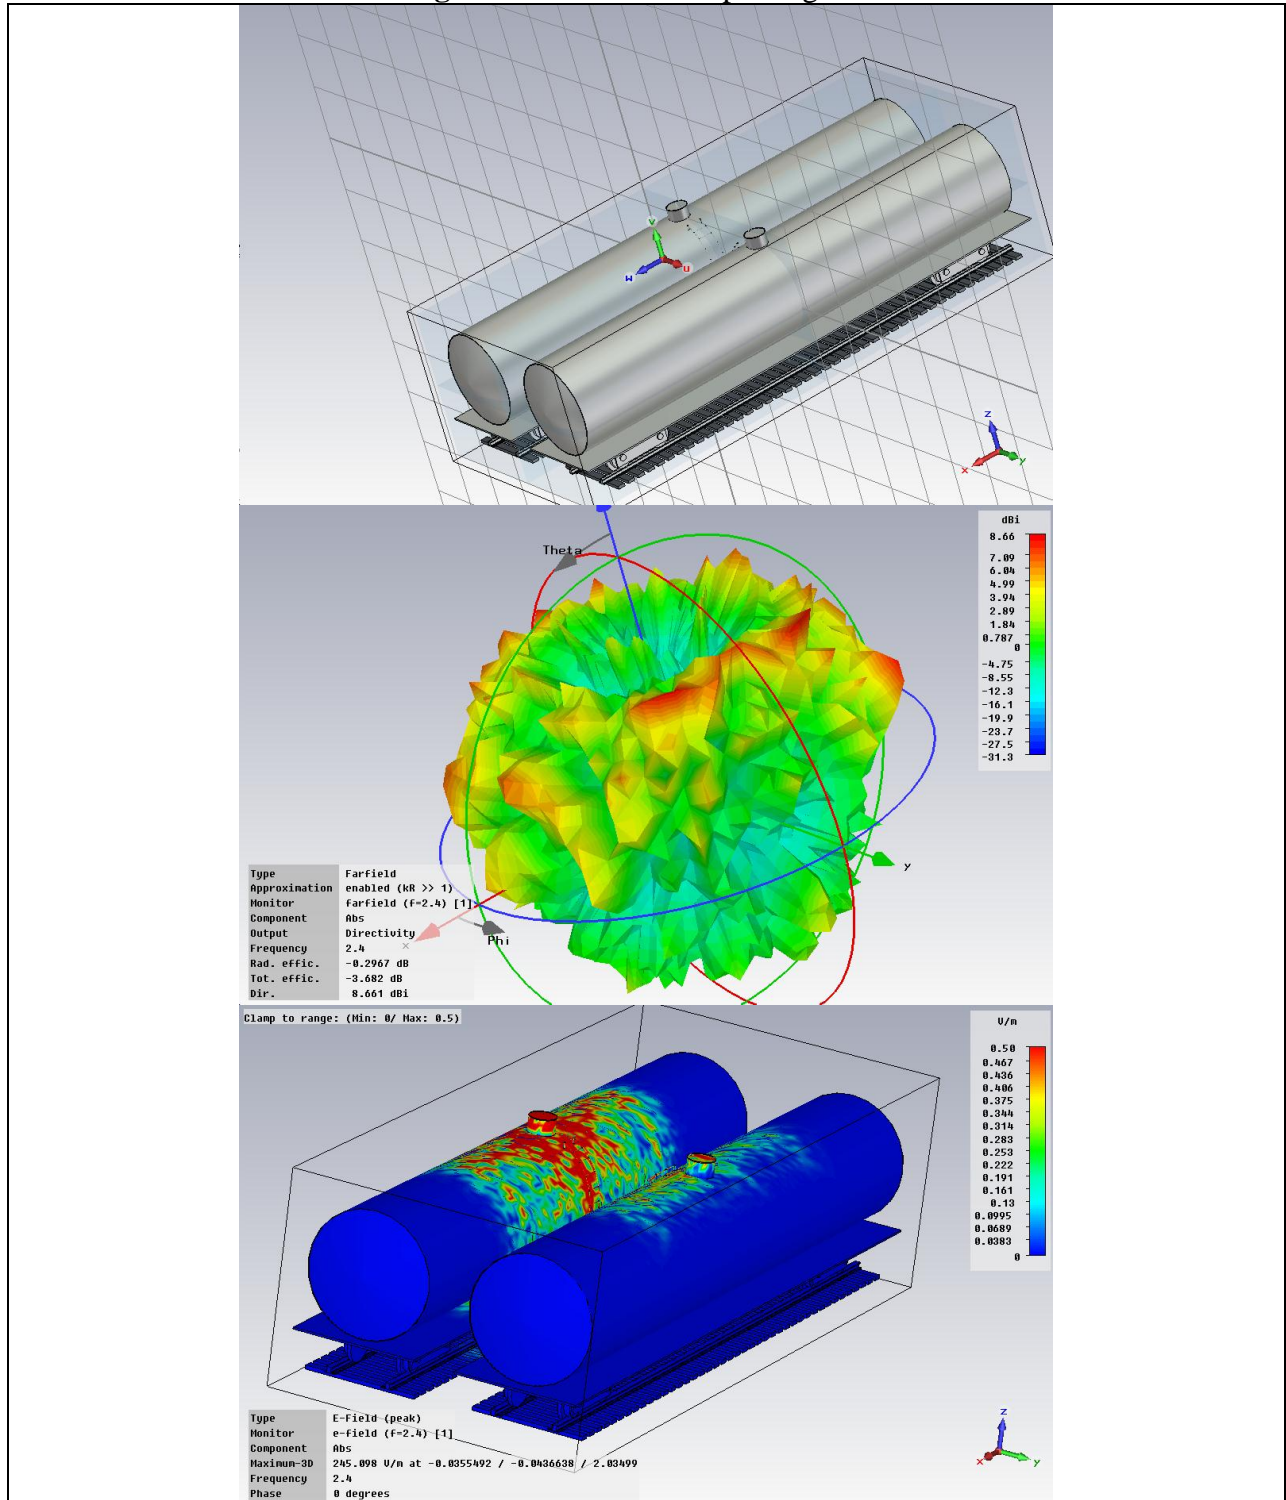 v
w
u
z
x
y
Theta
dBi
8.66
7.09
6.04
4.99
3.94
2.89
1.84
0.787
0
-4.75
-8.55
-12.3
-16.1
-19.9
-23.7
-27.5
-31.3
y
Type Farfield
Approximation enabled (kR >> 1)
Monitor farfield (f=2.4) [1]
Component Abs
Output Directivity
Frequency 2.4
Rad. effic. -0.2967 dB
Tot. effic. -3.682 dB
Dir. 8.661 dBi
x
Phi
Clamp to range: (Min: 0/ Max: 0.5)
V/m
0.50
0.467
0.436
0.406
0.375
0.344
0.314
0.283
0.253
0.222
0.191
0.161
0.13
0.0995
0.0689
0.0383
0
Type E-Field (peak)
Monitor e-field (f=2.4) [1]
Component Abs
Maximum-3D 245.098 V/m at -0.0355492 / -0.0436638 / 2.03499
Frequency 2.4
Phase 0 degrees
z
x
y